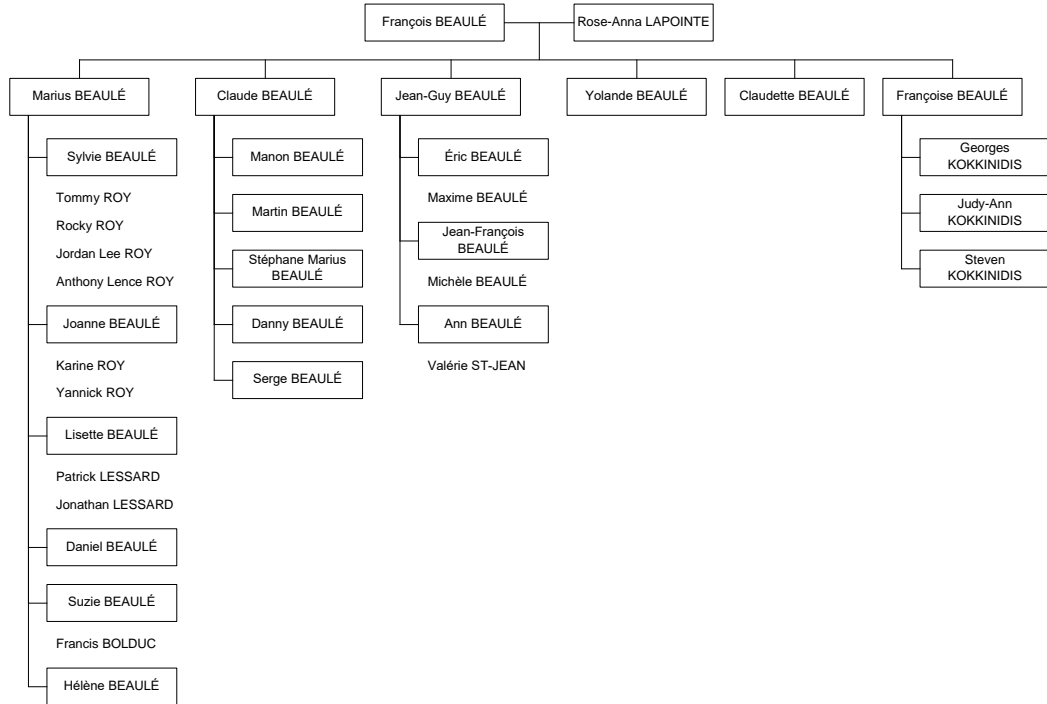 François BEAULÉ
Rose-Anna LAPOINTE
Marius BEAULÉ
Claude BEAULÉ
Jean-Guy BEAULÉ
Yolande BEAULÉ
Claudette BEAULÉ
Françoise BEAULÉ
Sylvie BEAULÉ
Tommy ROY
Rocky ROY
Jordan Lee ROY
Anthony Lence ROY
Joanne BEAULÉ
Karine ROY
Yannick ROY
Lisette BEAULÉ
Patrick LESSARD
Jonathan LESSARD
Daniel BEAULÉ
Suzie BEAULÉ
Francis BOLDUC
Hélène BEAULÉ
Manon BEAULÉ
Martin BEAULÉ
Stéphane Marius
BEAULÉ
Danny BEAULÉ
Serge BEAULÉ
Éric BEAULÉ
Maxime BEAULÉ
Jean-François
BEAULÉ
Michèle BEAULÉ
Ann BEAULÉ
Valérie ST-JEAN
Georges
KOKKINIDIS
Judy-Ann
KOKKINIDIS
Steven
KOKKINIDIS